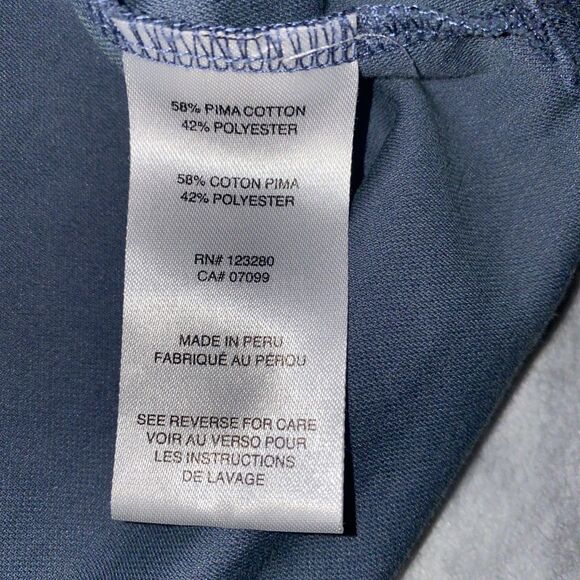 58% PIMA COTTON
42% POLYESTER
58% COTON PIMA
42% POLYESTER
RN# 123280
CA# 07099
MADE IN PERU
FABRIQUÉ AU PÉROU
SEE REVERSE FOR CARE
VOIR AU VERSO POUR
LES INSTRUCTIONS
DE LAVAGE